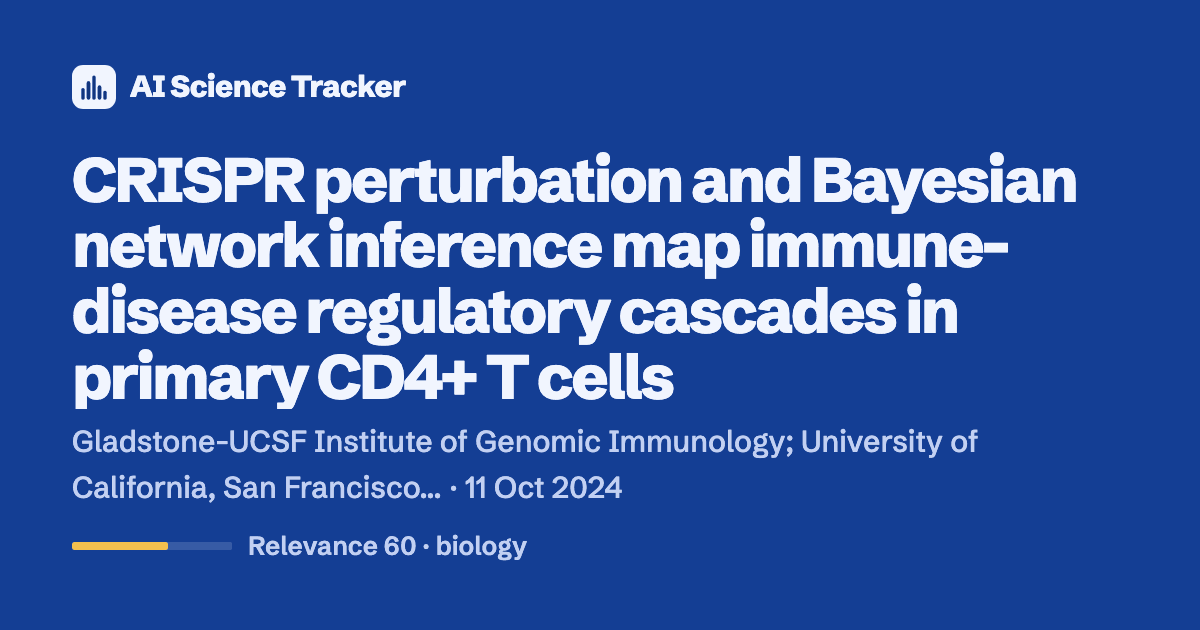 AI Science Tracker
CRISPR perturbation and Bayesian
network inference map immune-
disease regulatory cascades in
primary CD4+ T cells
Gladstone-UCSF Institute of Genomic Immunology; University of
California, San Francisco... · 11 Oct 2024
Relevance 60 · biology